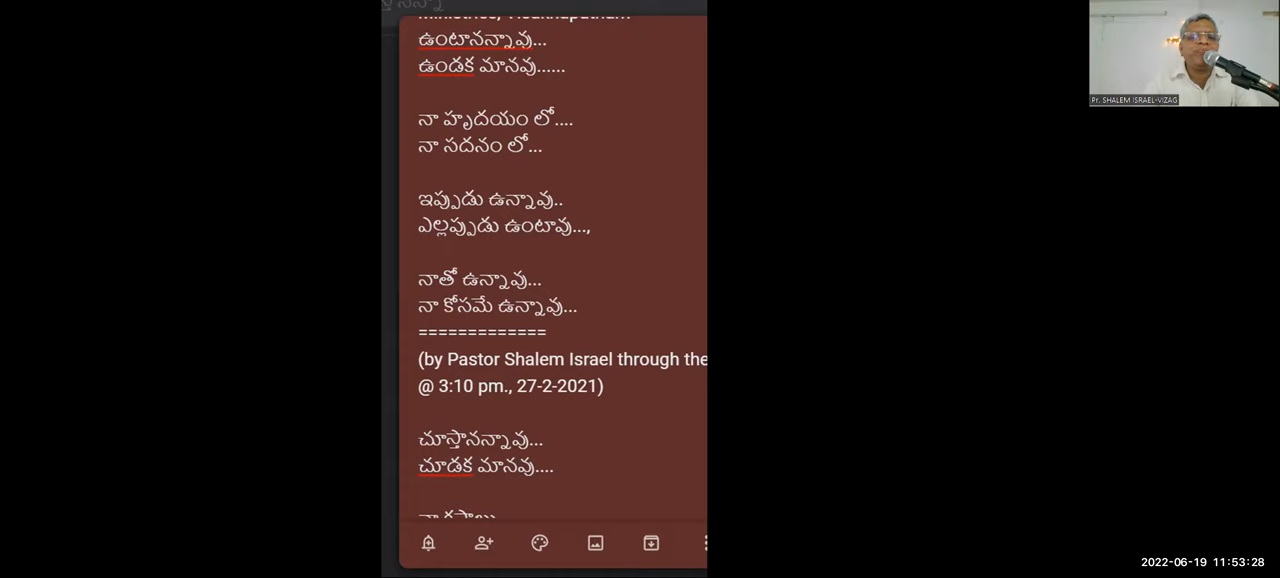 ఉంటానన్నావు...
ఉండక మానవు......
నా హృదయం లో....
నా సదనం లో...
ఇప్పుడు ఉన్నావు..
ఎల్లప్పుడు ఉంటావు...,
నాతో ఉన్నావు...
నా కోసమే ఉన్నావు...
=============
(by Pastor Shalem Israel through the
@ 3:10 pm., 27-2-2021)
చూస్తానన్నావు...
చూడక మానవు....
Pr. SHALEM ISRAEL-VIZAG
2022-06-19 11:53:28